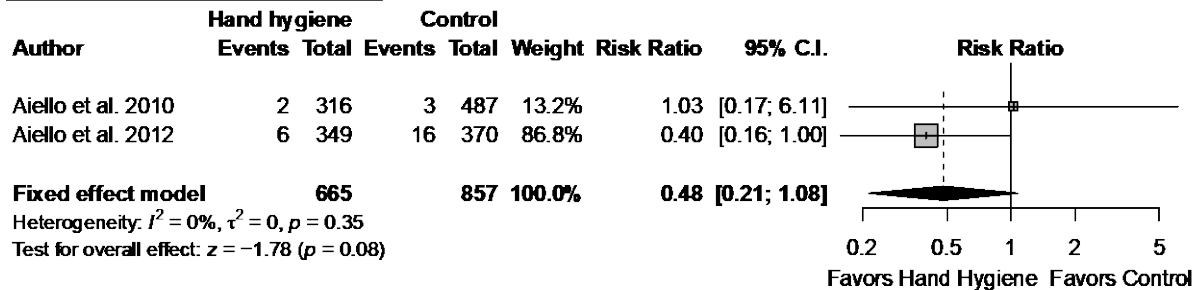 Hand hygiene Control
Author Events Total Events Total Weight Risk Ratio 95% C.I. Risk Ratio
Aiello et al. 2010 2 316 3 487 13.2% 1.03 [0.17; 6.11]
Aiello et al. 2012 6 349 16 370 86.8% 0.40 [0.16; 1.00]
Fixed effect model 665 857 100.0% 0.48 [0.21; 1.08]
Heterogeneity: I² = 0%, τ² = 0, p = 0.35
Test for overall effect: z = −1.78 (p = 0.08)
0.2 0.5 1 2 5
Favors Hand Hygiene Favors Control